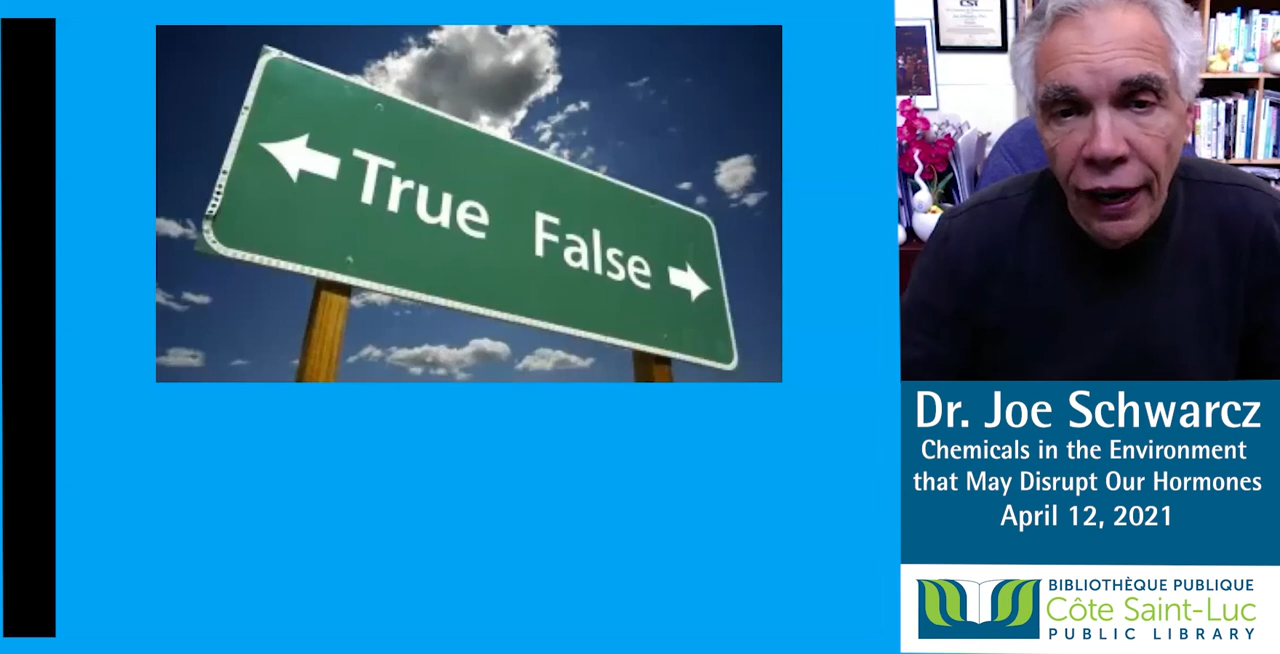 True False
CSI
Dr. Joe Schwarcz
Chemicals in the Environment
that May Disrupt Our Hormones
April 12, 2021
BIBLIOTHÈQUE PUBLIQUE
Côte Saint-Luc
PUBLIC LIBRARY